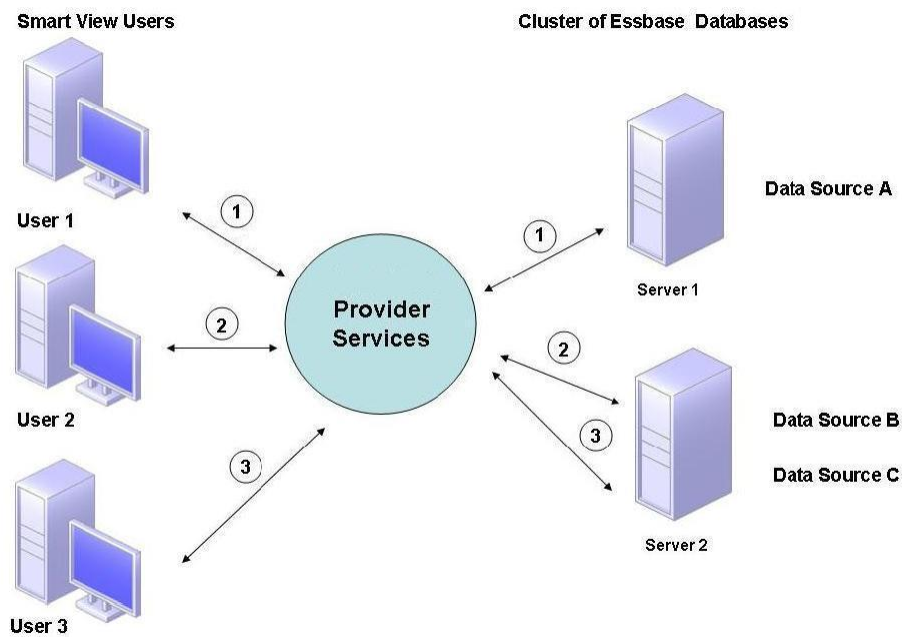 Smart View Users
Cluster of Essbase Databases
User 1
1
1
Data Source A
Server 1
Provider
Services
2
User 2
2
3
Data Source B
Data Source C
Server 2
3
User 3